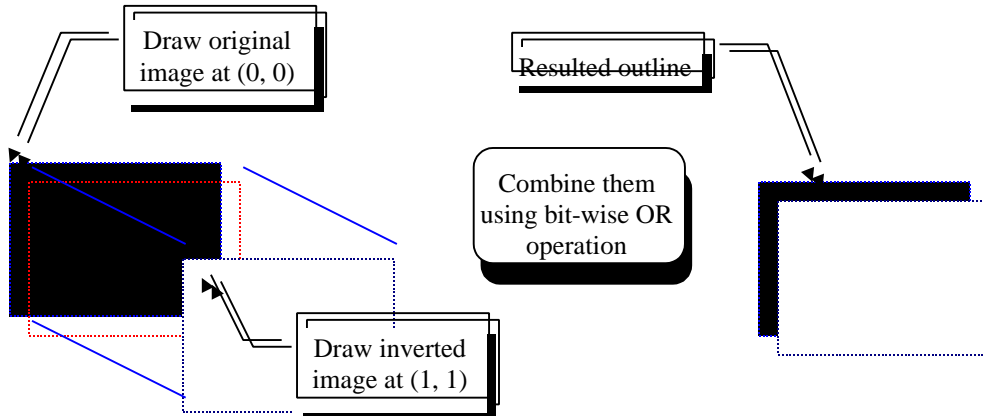 Draw original
image at (0, 0)
Resulted outline
Combine them
using bit-wise OR
operation
Draw inverted
image at (1, 1)